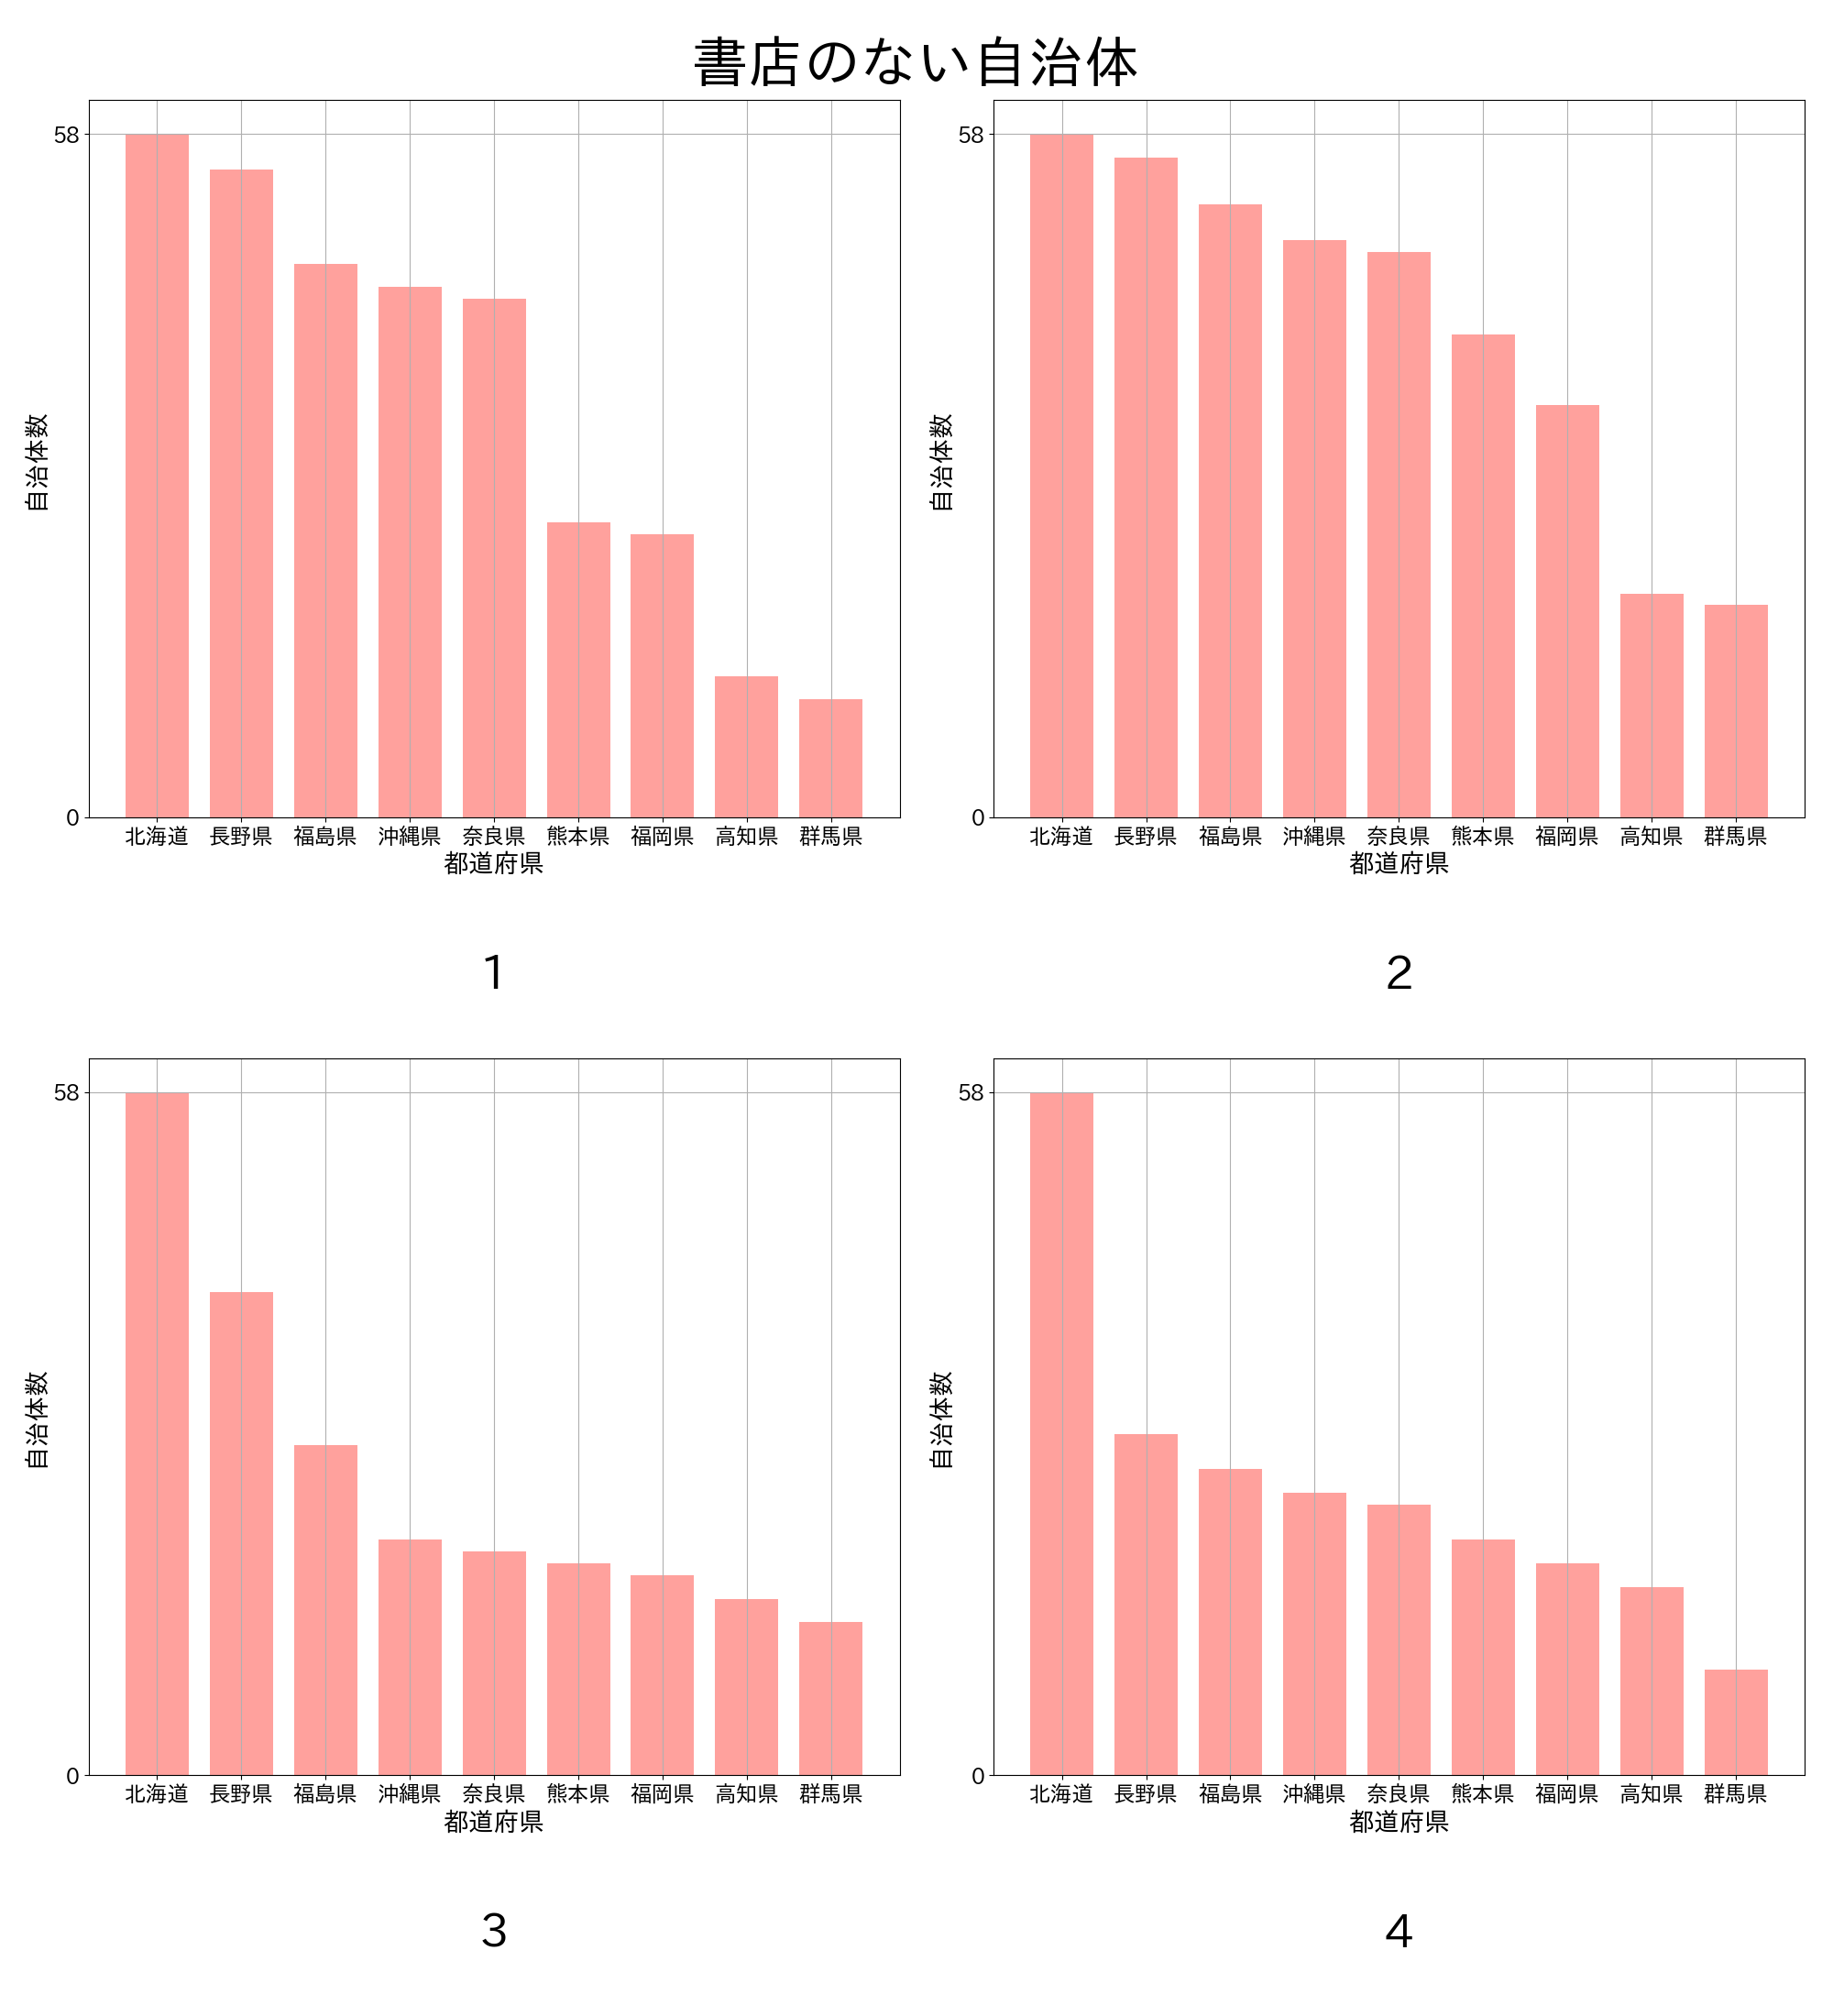 書店のない自治体
58
0
自治体数
北海道 長野県 福島県 沖縄県 奈良県 熊本県 福岡県 高知県 群馬県
都道府県
1
58
0
自治体数
北海道 長野県 福島県 沖縄県 奈良県 熊本県 福岡県 高知県 群馬県
都道府県
2
58
0
自治体数
北海道 長野県 福島県 沖縄県 奈良県 熊本県 福岡県 高知県 群馬県
都道府県
3
58
0
自治体数
北海道 長野県 福島県 沖縄県 奈良県 熊本県 福岡県 高知県 群馬県
都道府県
4